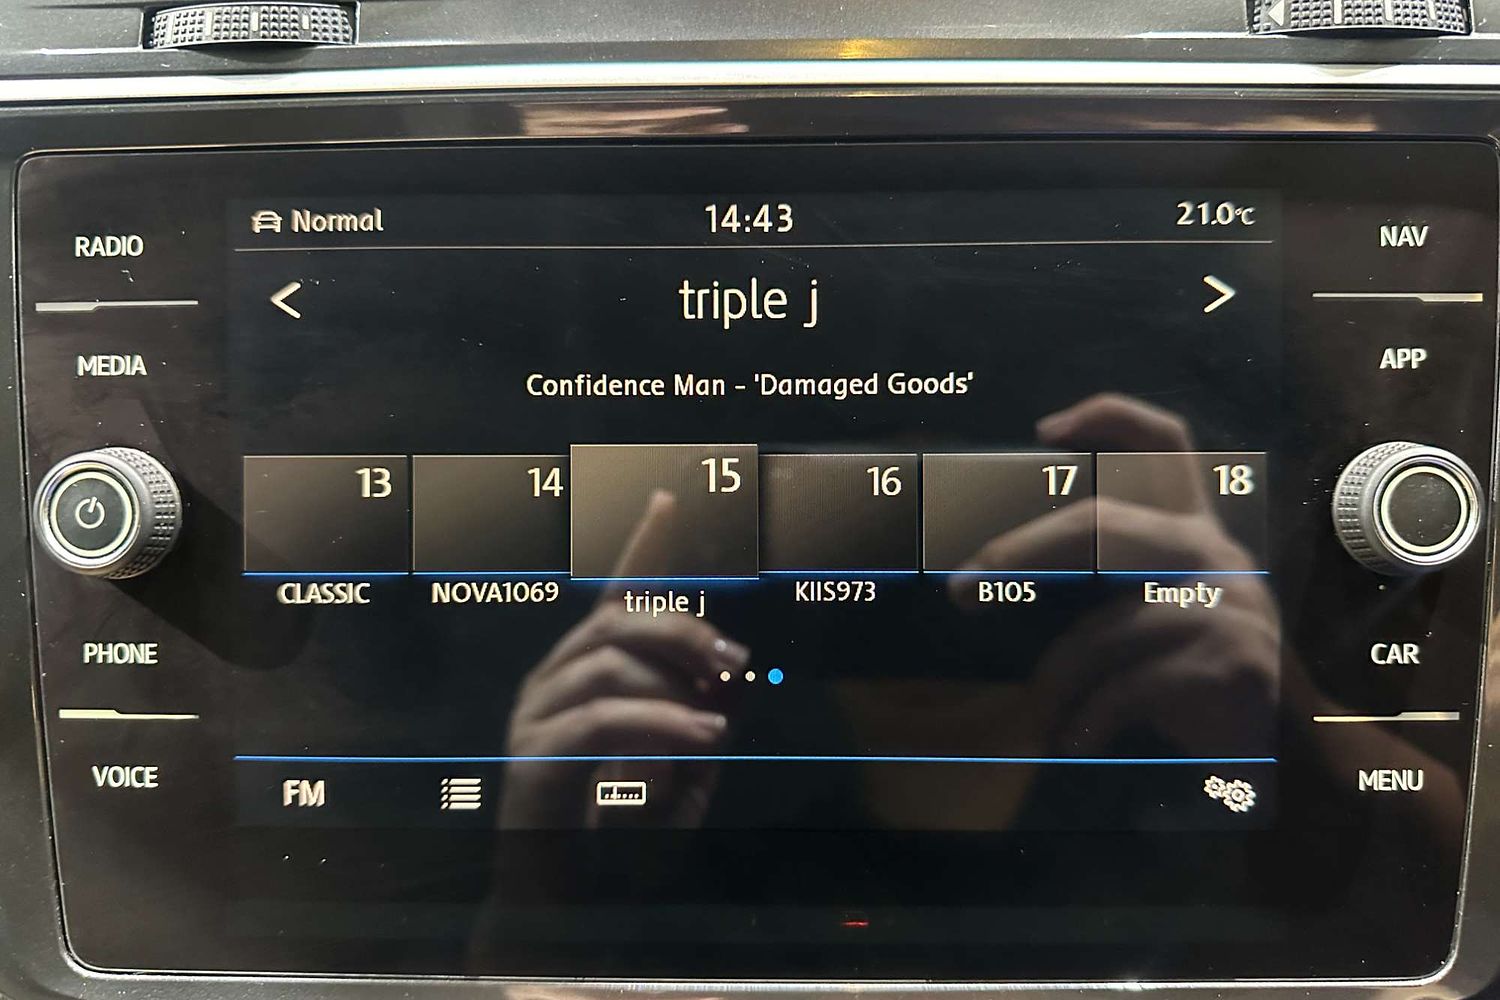 Normal 14:43 21.0°C
RADIO NAV
< triple j >
MEDIA APP
Confidence Man - 'Damaged Goods'
13 14 15 16 17 18
CLASSIC NOVA1069 triple j KIIS973 B105 Empty
PHONE CAR
VOICE MENU
FM